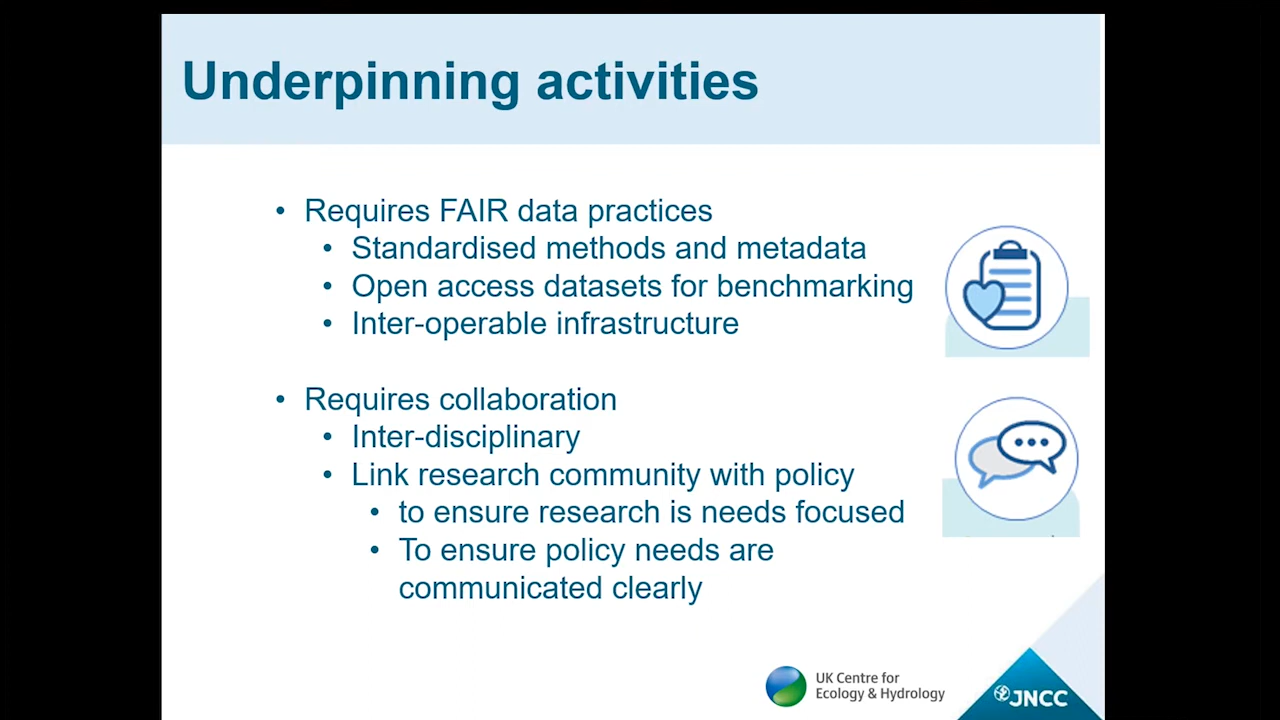 Underpinning activities
• Requires FAIR data practices
• Standardised methods and metadata
• Open access datasets for benchmarking
• Inter-operable infrastructure
• Requires collaboration
• Inter-disciplinary
• Link research community with policy
• to ensure research is needs focused
• To ensure policy needs are
communicated clearly
UK Centre for
Ecology & Hydrology
JNCC